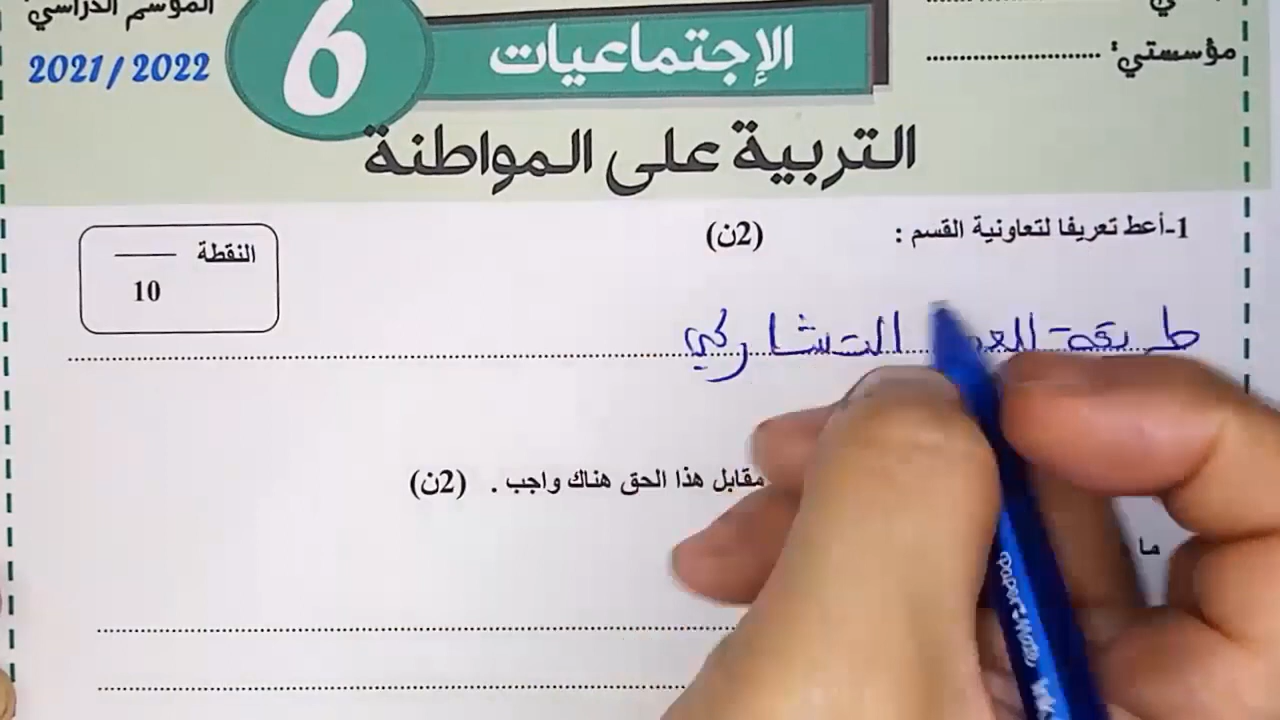 الموسم الدراسي
2021/2022
6
الإجتماعيات
مؤسستي: ........................
التربية على المواطنة
1-أعط تعريفا لتعاونية القسم : (2ن)
النقطة
10
طريقة العمل التشاركي
مقابل هذا الحق هناك واجب . (2ن)
ما